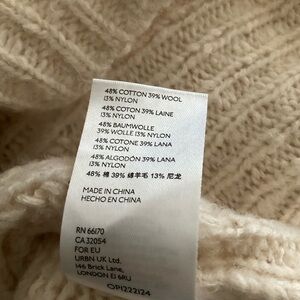 48% COTTON 39% WOOL
13% NYLON
48% COTON 39% LAINE
13% NYLON
48% BAUMWOLLE
39% WOLLE 13% NYLON
48% COTONE 39% LANA
13% NYLON
48% ALGODÓN 39% LANA
13% NYLON
48% 棉 39% 绵羊毛 13% 尼龙
MADE IN CHINA
HECHO EN CHINA
RN 66170
CA 32054
FOR EU
URBN UK Ltd.
146 Brick Lane,
LONDON E1 6RU
OP1222124